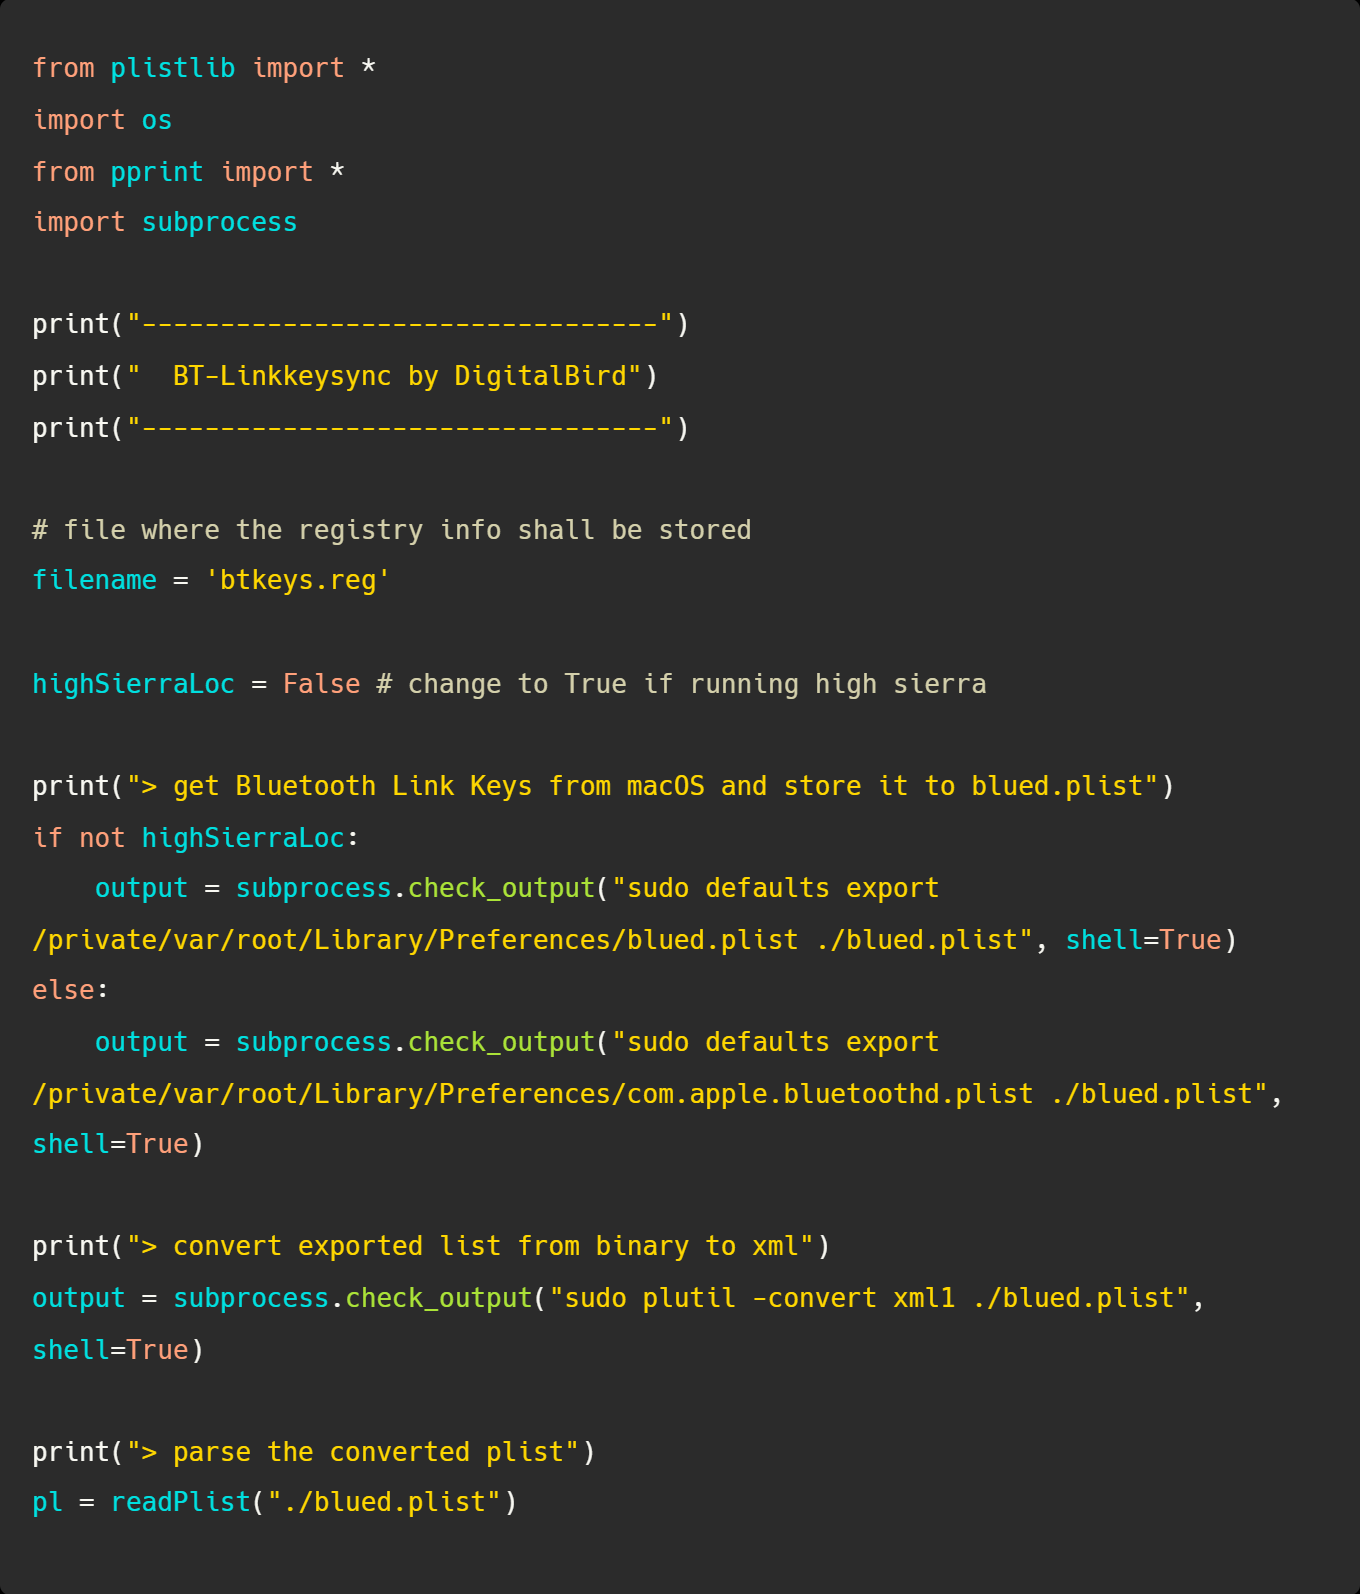 from plistlib import *
import os
from pprint import *
import subprocess

print("---------------------------------")
print("  BT-Linkkeysync by DigitalBird")
print("---------------------------------")

# file where the registry info shall be stored
filename = 'btkeys.reg'

highSierraLoc = False # change to True if running high sierra

print("> get Bluetooth Link Keys from macOS and store it to blued.plist")
if not highSierraLoc:
    output = subprocess.check_output("sudo defaults export
/private/var/root/Library/Preferences/blued.plist ./blued.plist", shell=True)
else:
    output = subprocess.check_output("sudo defaults export
/private/var/root/Library/Preferences/com.apple.bluetoothd.plist ./blued.plist",
shell=True)

print("> convert exported list from binary to xml")
output = subprocess.check_output("sudo plutil -convert xml1 ./blued.plist",
shell=True)

print("> parse the converted plist")
pl = readPlist("./blued.plist")